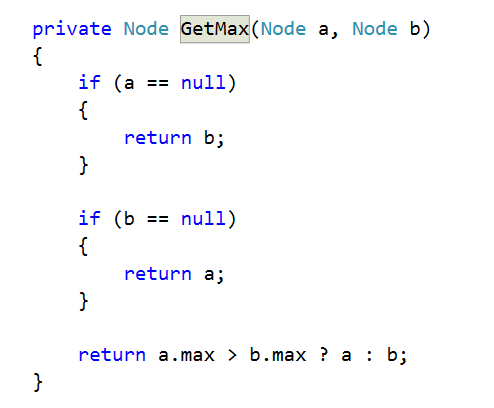 private Node GetMax(Node a, Node b)
{
    if (a == null)
    {
        return b;
    }

    if (b == null)
    {
        return a;
    }

    return a.max > b.max ? a : b;
}